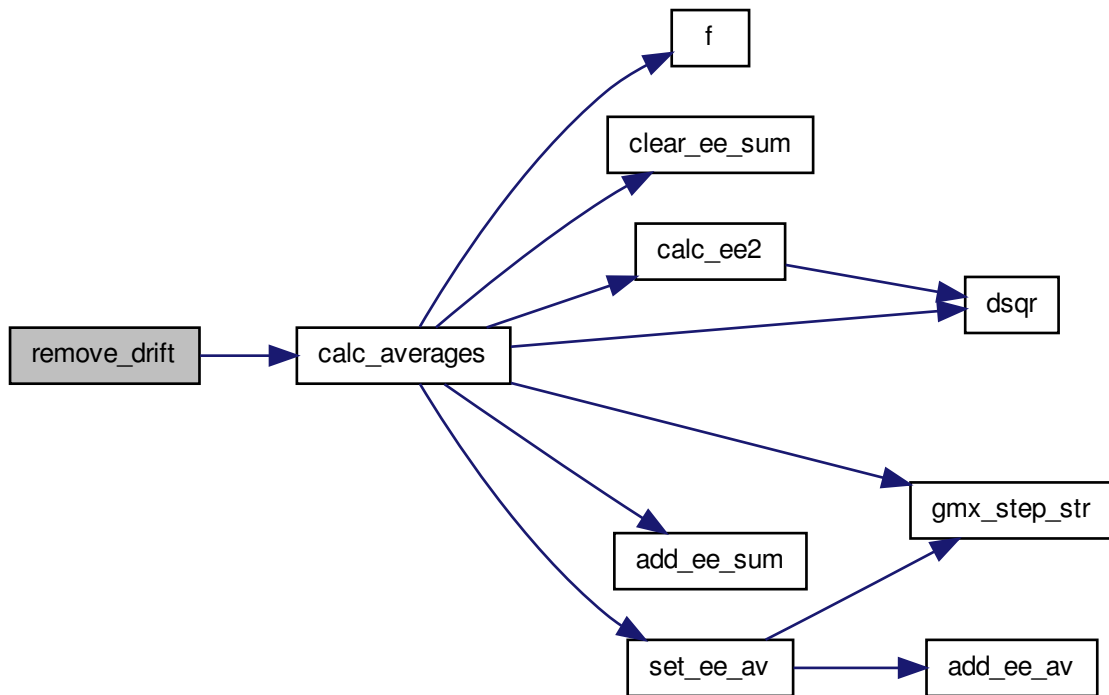 f
clear_ee_sum
calc_ee2
dsqr
remove_drift
calc_averages
gmx_step_str
add_ee_sum
set_ee_av
add_ee_av